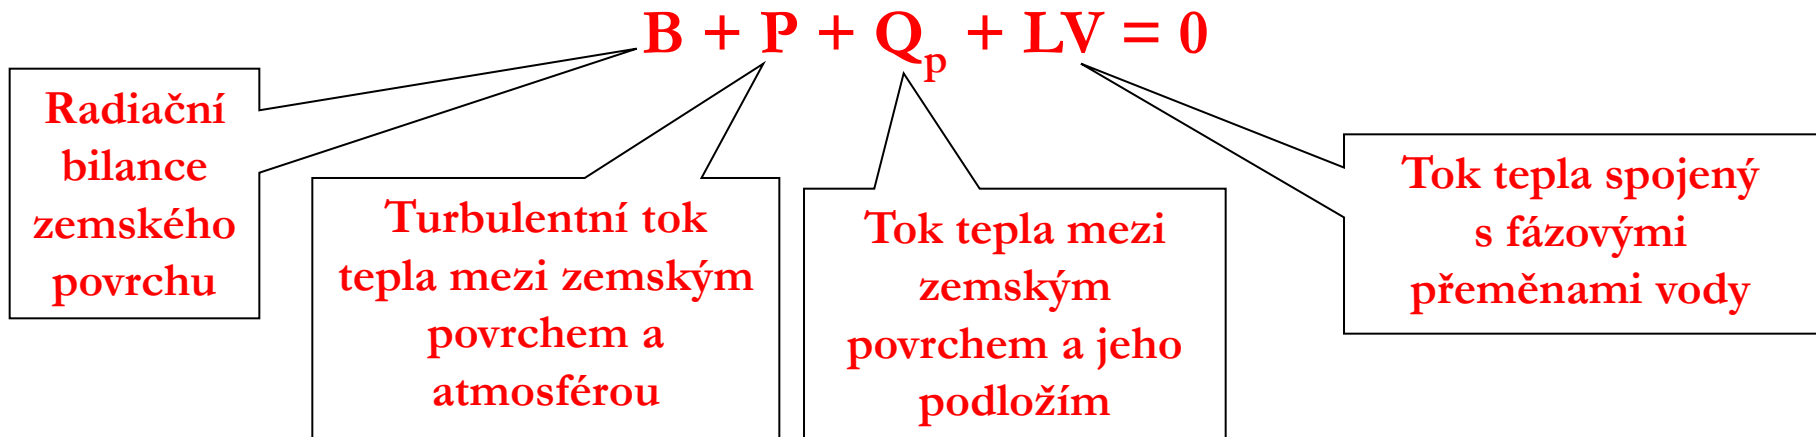 B + P + Qₚ + LV = 0
Radiační
bilance
zemského
povrchu
Turbulentní tok
tepla mezi zemským
povrchem a
atmosférou
Tok tepla mezi
zemským
povrchem a jeho
podložím
Tok tepla spojený
s fázovými
přeměnami vody